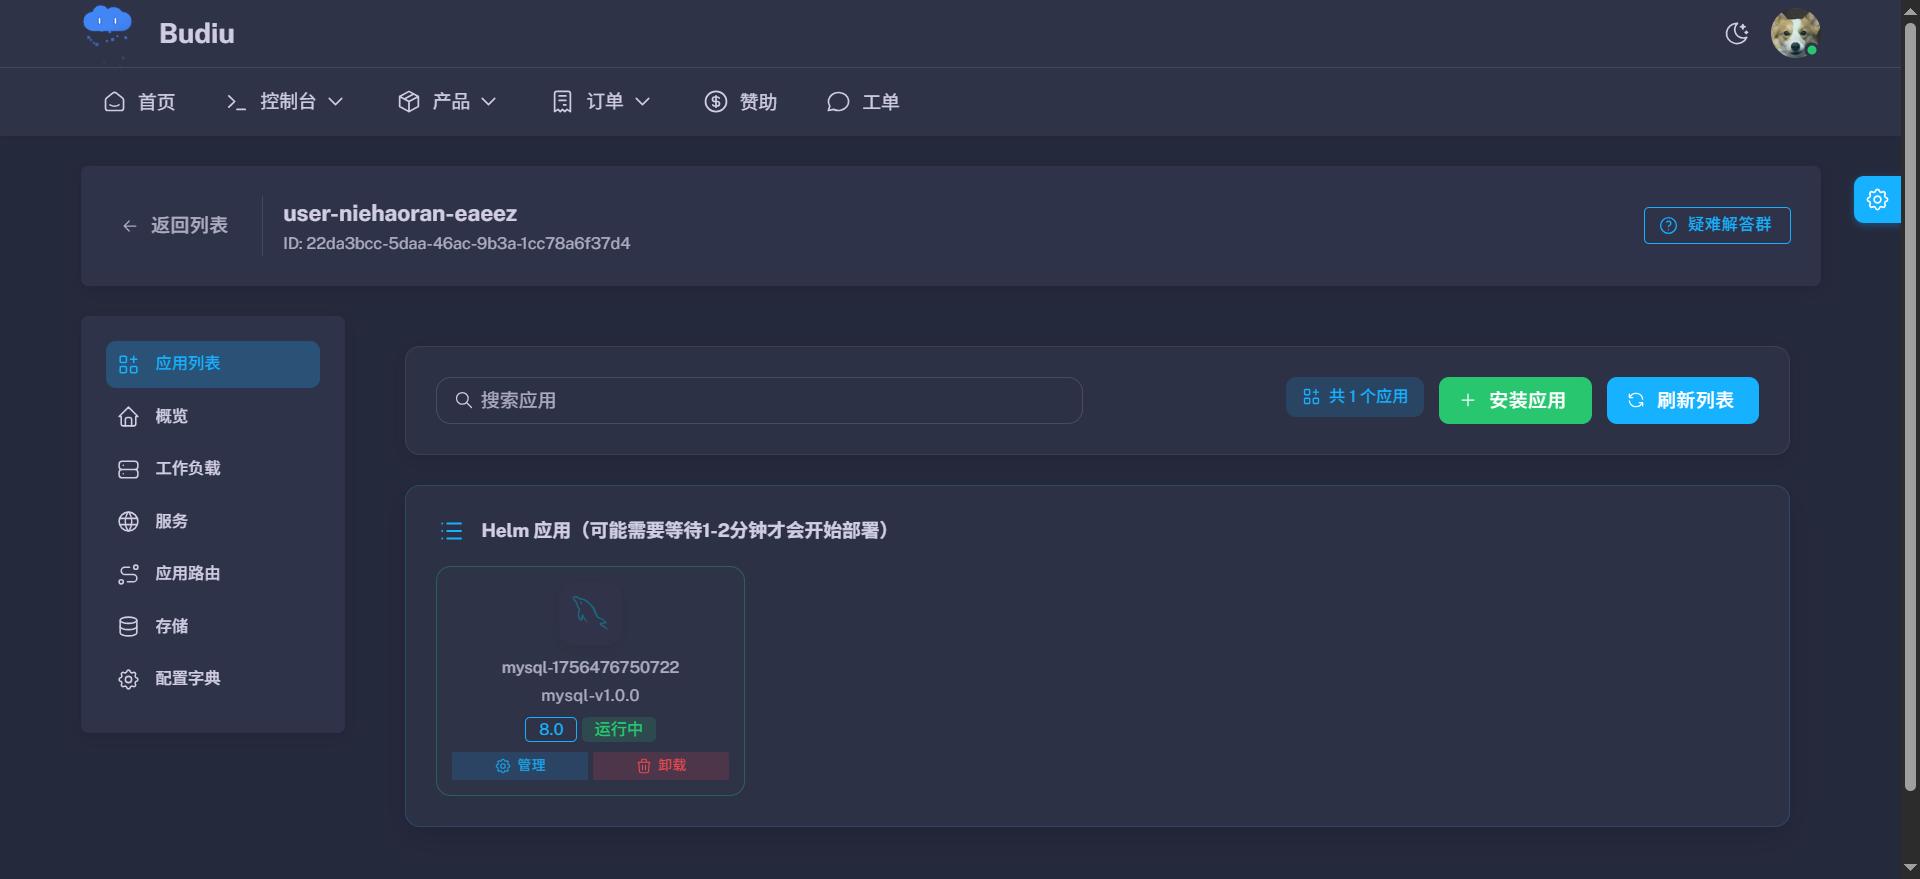 Budiu
首页
控制台
产品
订单
赞助
工单
返回列表
user-niehaoran-eaeez
ID: 22da3bcc-5daa-46ac-9b3a-1cc78a6f37d4
疑难解答群
应用列表
概览
工作负载
服务
应用路由
存储
配置字典
搜索应用
共 1 个应用
安装应用
刷新列表
Helm 应用（可能需要等待1-2分钟才会开始部署）
mysql-1756476750722
mysql-v1.0.0
8.0 运行中
管理 卸载